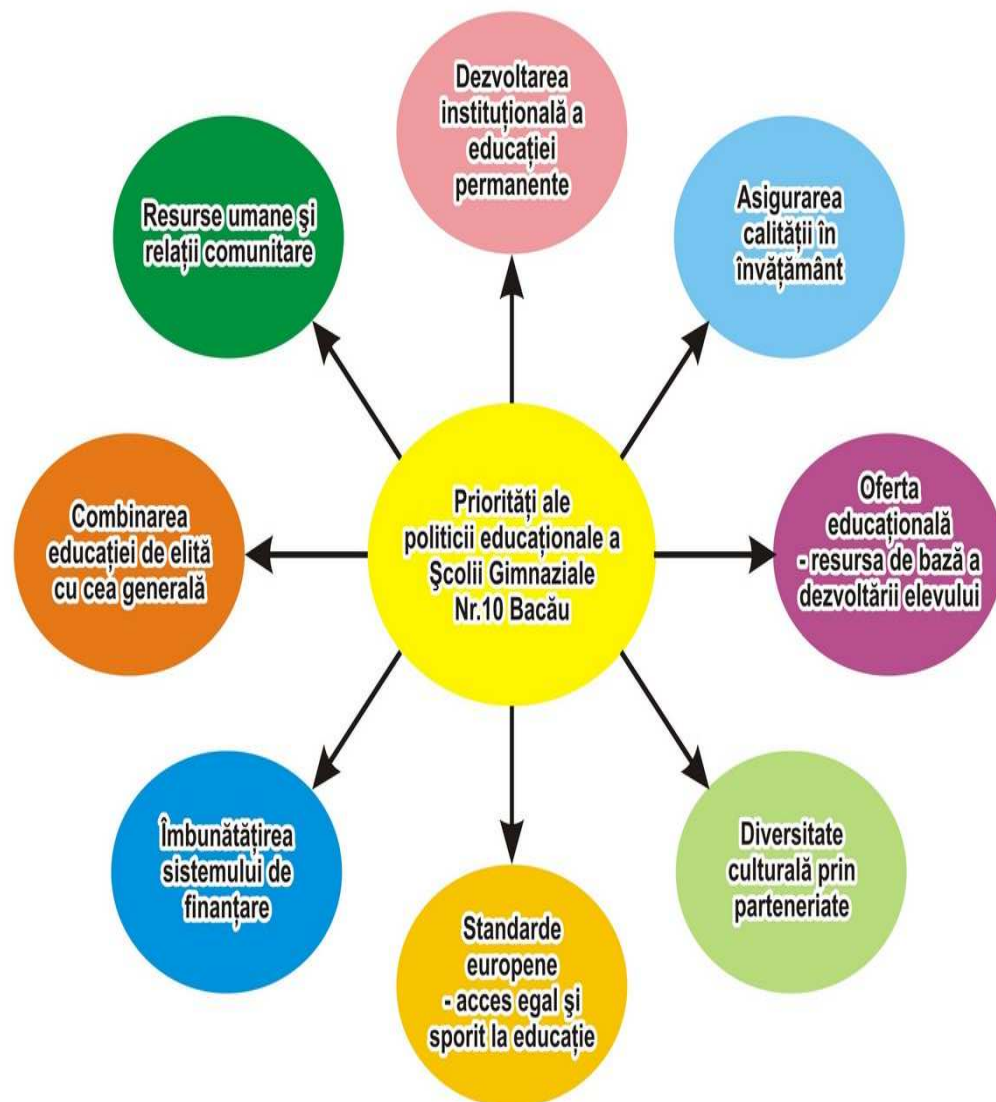 Dezvoltarea
instituțională a
educației
permanente
Resurse umane şi
relații comunitare
Asigurarea
calității în
învățământ
Combinarea
educației de elită
cu cea generală
Priorități ale
politicii educaționale a
Şcolii Gimnaziale
Nr.10 Bacău
Oferta
educațională
- resursa de bază a
dezvoltării elevului
Îmbunătățirea
sistemului de
finanțare
Standarde
europene
- acces egal şi
sporit la educație
Diversitate
culturală prin
parteneriate